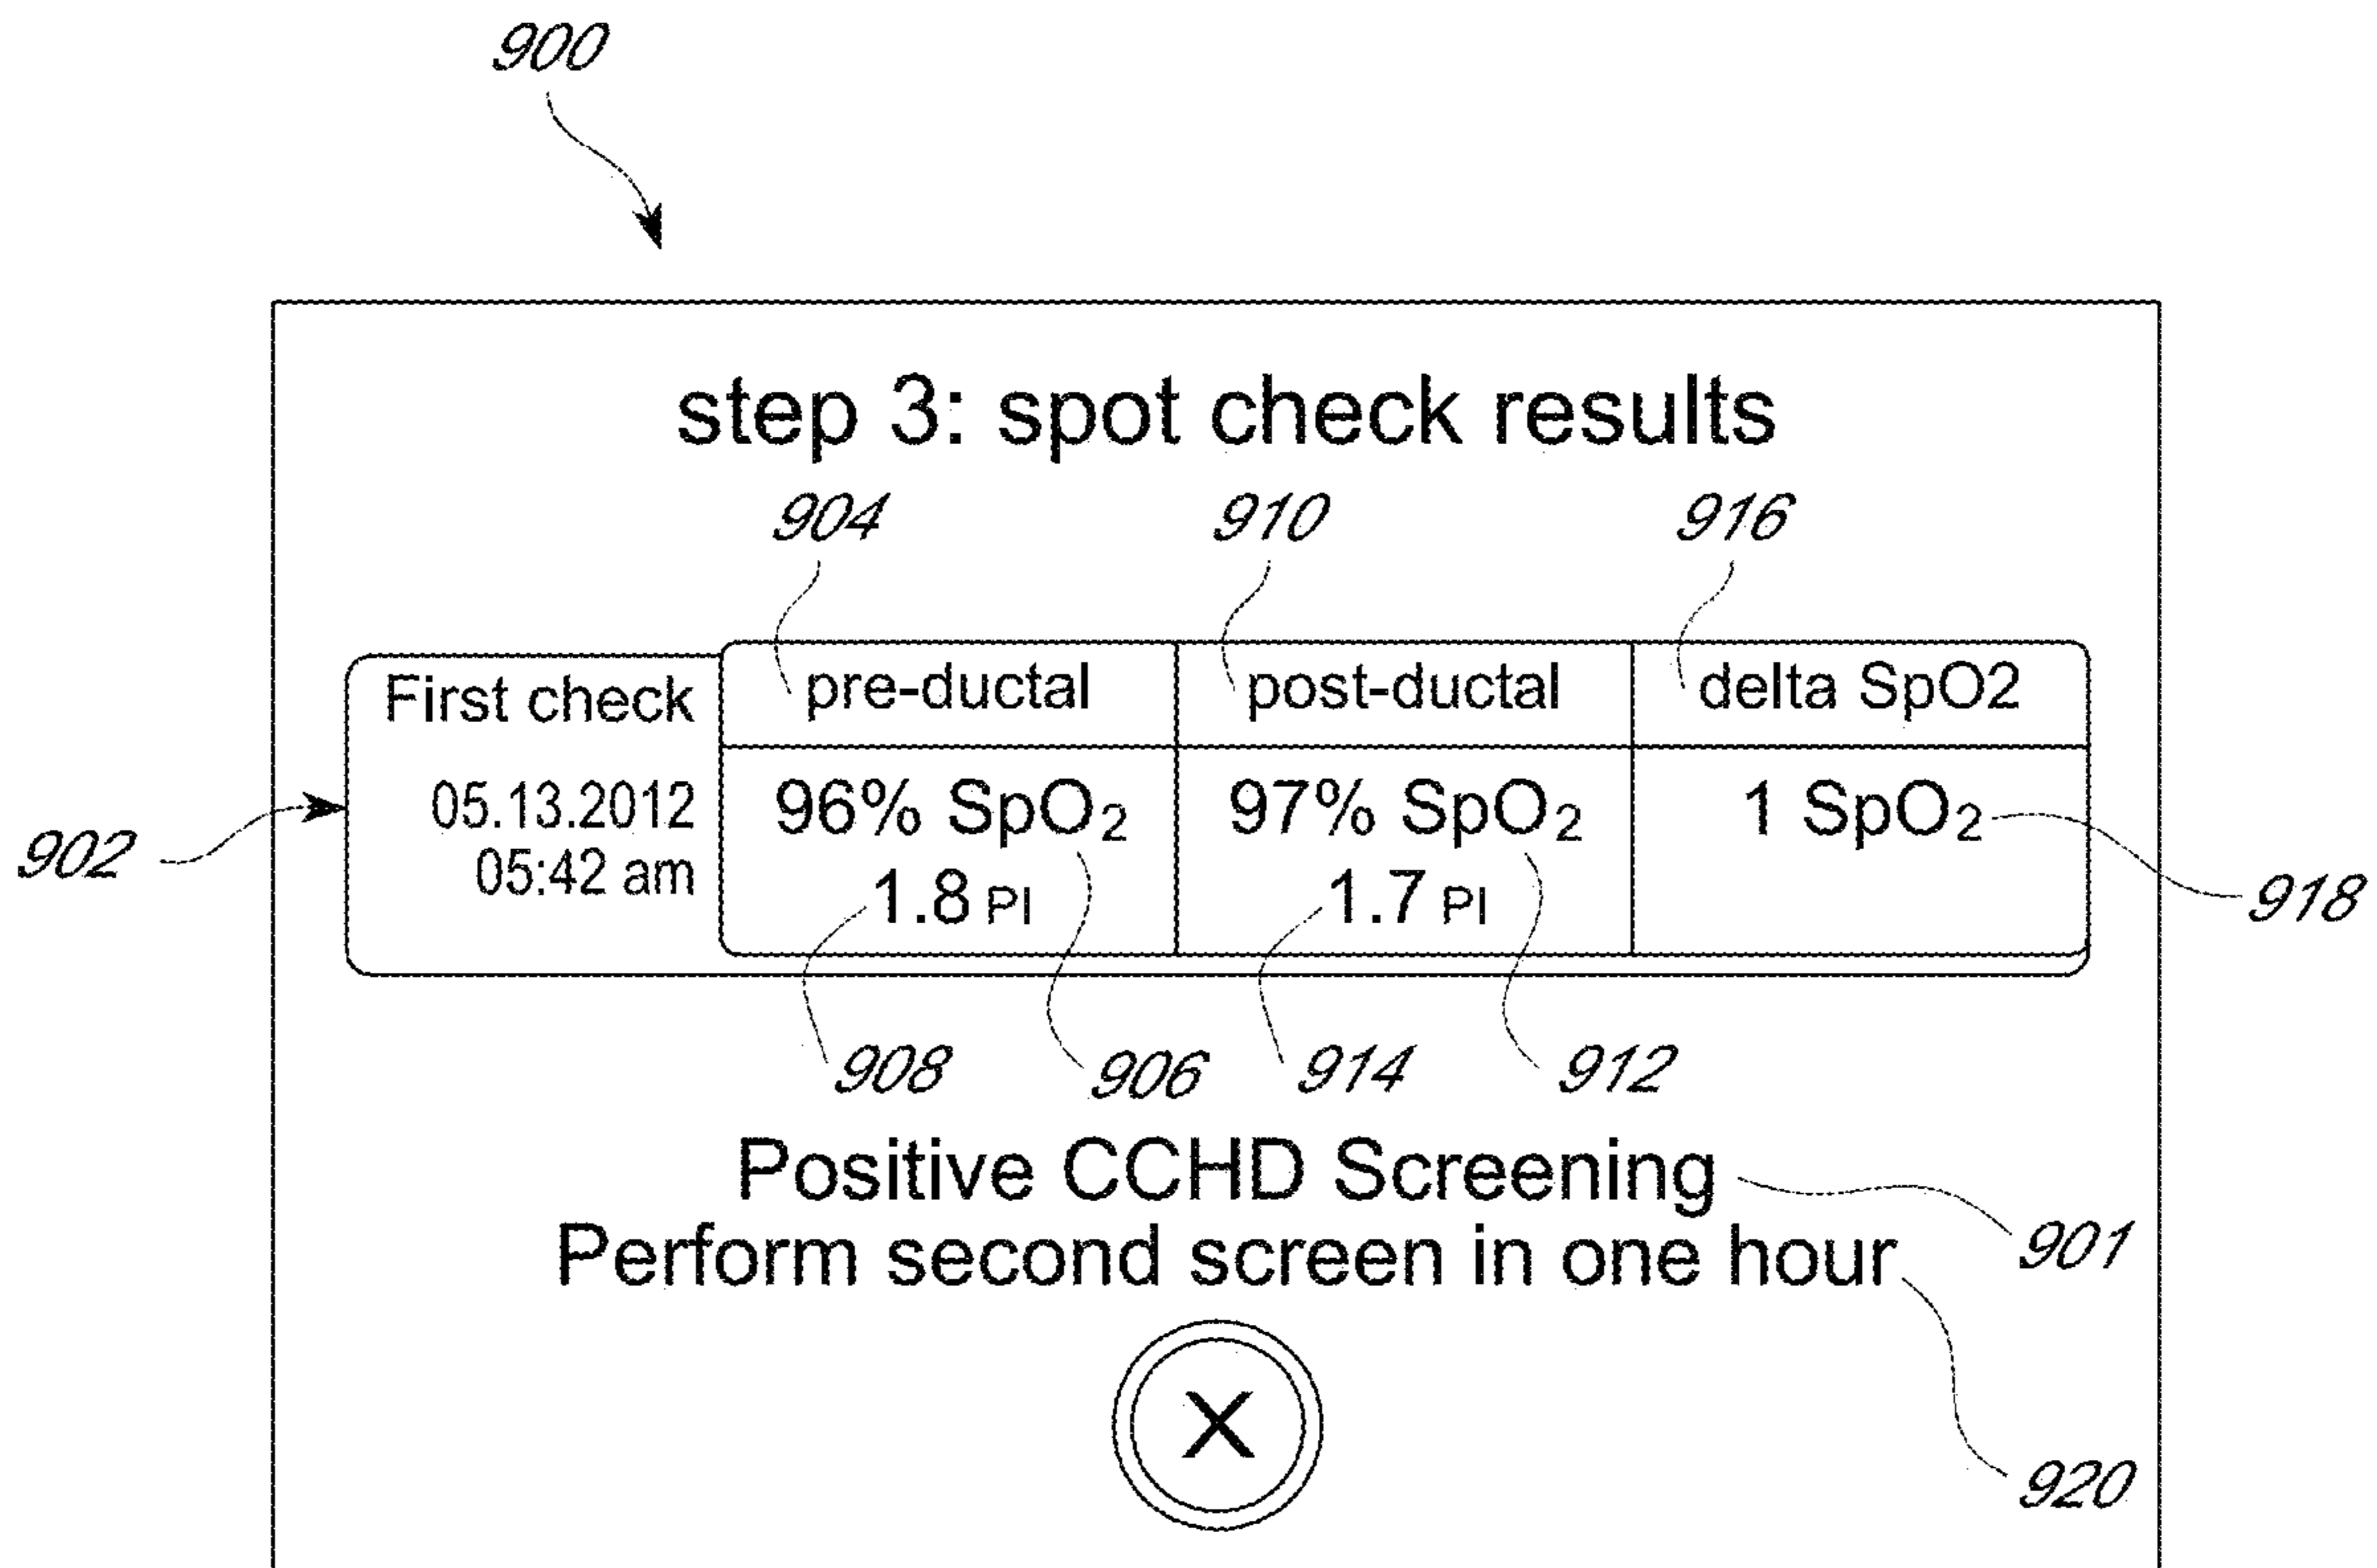 900
step 3: spot check results
904 910 916
First check pre-ductal post-ductal delta SpO2
05.13.2012 96% SpO₂ 97% SpO₂ 1 SpO₂
902
05:42 am 1.8 PI 1.7 PI
918
908 906 914 912
Positive CCHD Screening
901
Perform second screen in one hour
X
920